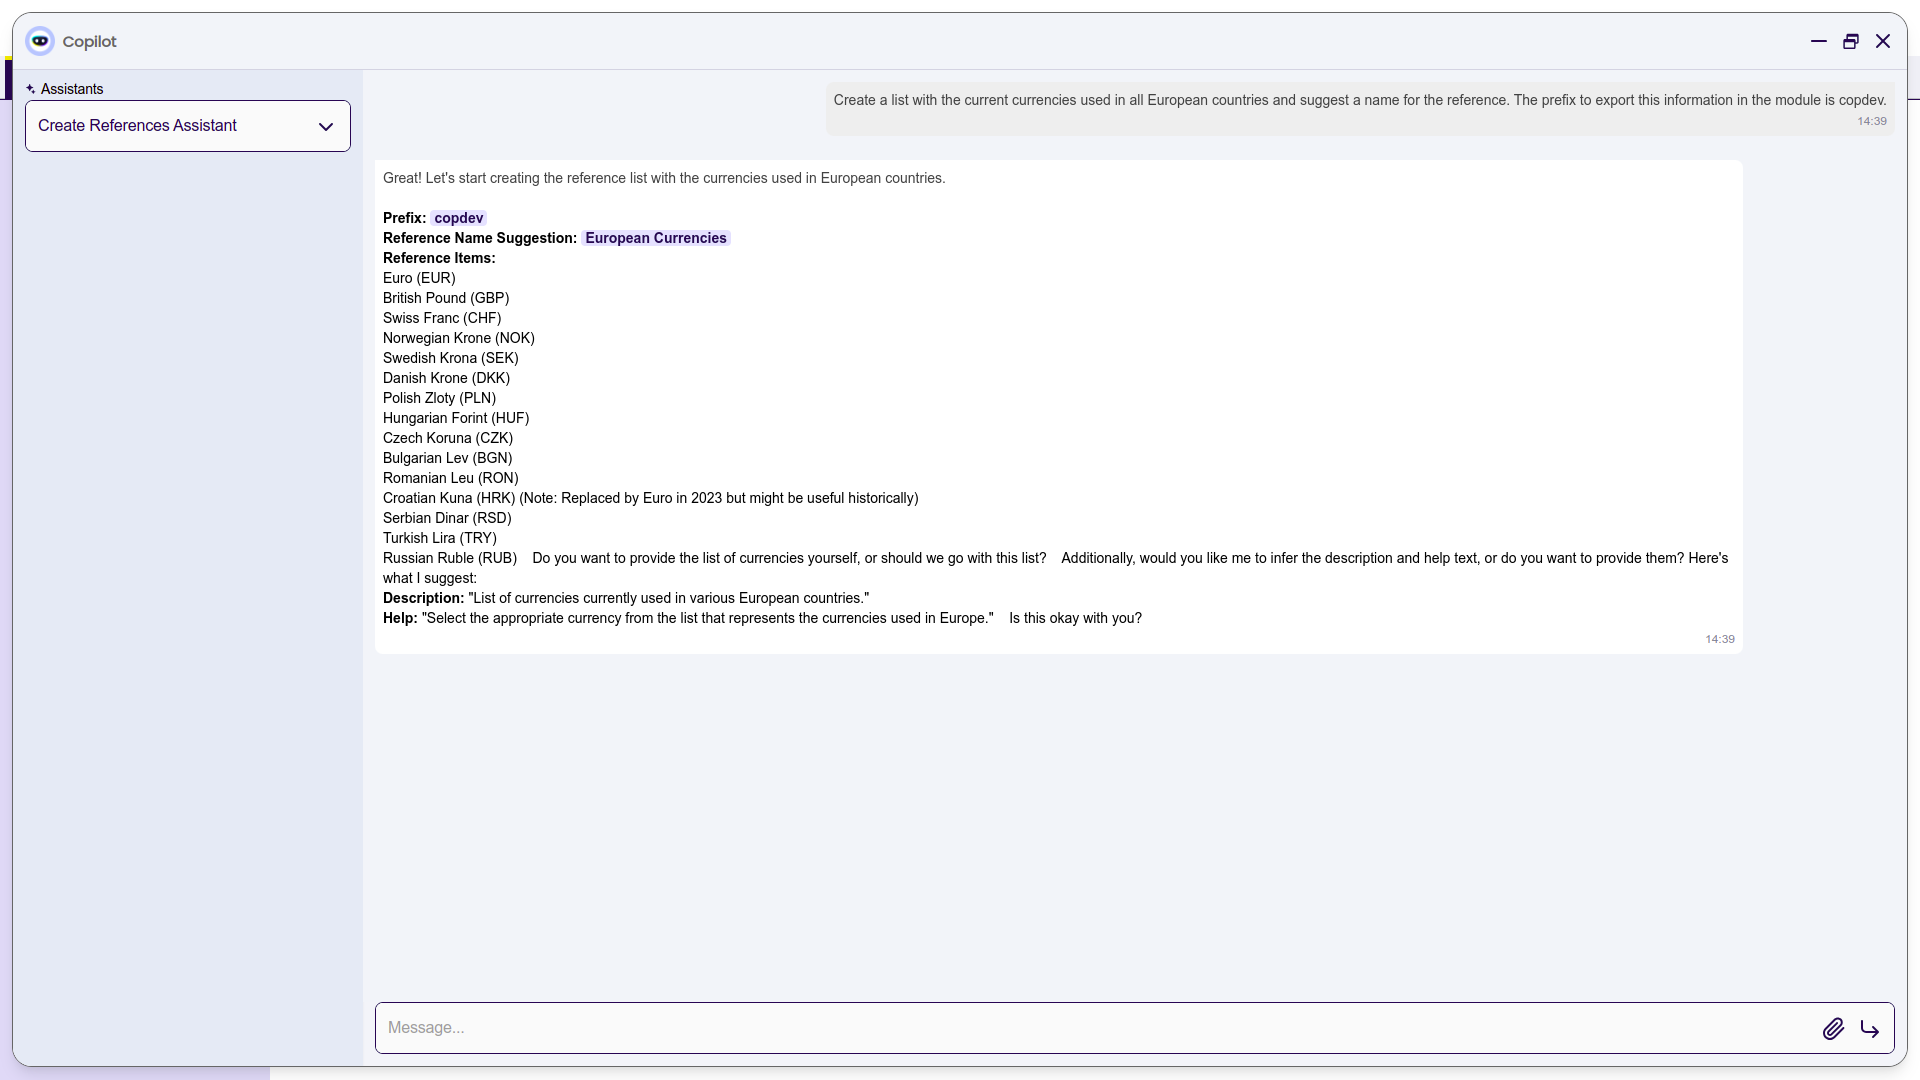 Copilot
Assistants
Create References Assistant
Create a list with the current currencies used in all European countries and suggest a name for the reference. The prefix to export this information in the module is copdev.
14:39
Great! Let's start creating the reference list with the currencies used in European countries.
Prefix: copdev
Reference Name Suggestion: European Currencies
Reference Items:
Euro (EUR)
British Pound (GBP)
Swiss Franc (CHF)
Norwegian Krone (NOK)
Swedish Krona (SEK)
Danish Krone (DKK)
Polish Zloty (PLN)
Hungarian Forint (HUF)
Czech Koruna (CZK)
Bulgarian Lev (BGN)
Romanian Leu (RON)
Croatian Kuna (HRK) (Note: Replaced by Euro in 2023 but might be useful historically)
Serbian Dinar (RSD)
Turkish Lira (TRY)
Russian Ruble (RUB) Do you want to provide the list of currencies yourself, or should we go with this list? Additionally, would you like me to infer the description and help text, or do you want to provide them? Here's
what I suggest:
Description: "List of currencies currently used in various European countries."
Help: "Select the appropriate currency from the list that represents the currencies used in Europe." Is this okay with you?
14:39
Message...